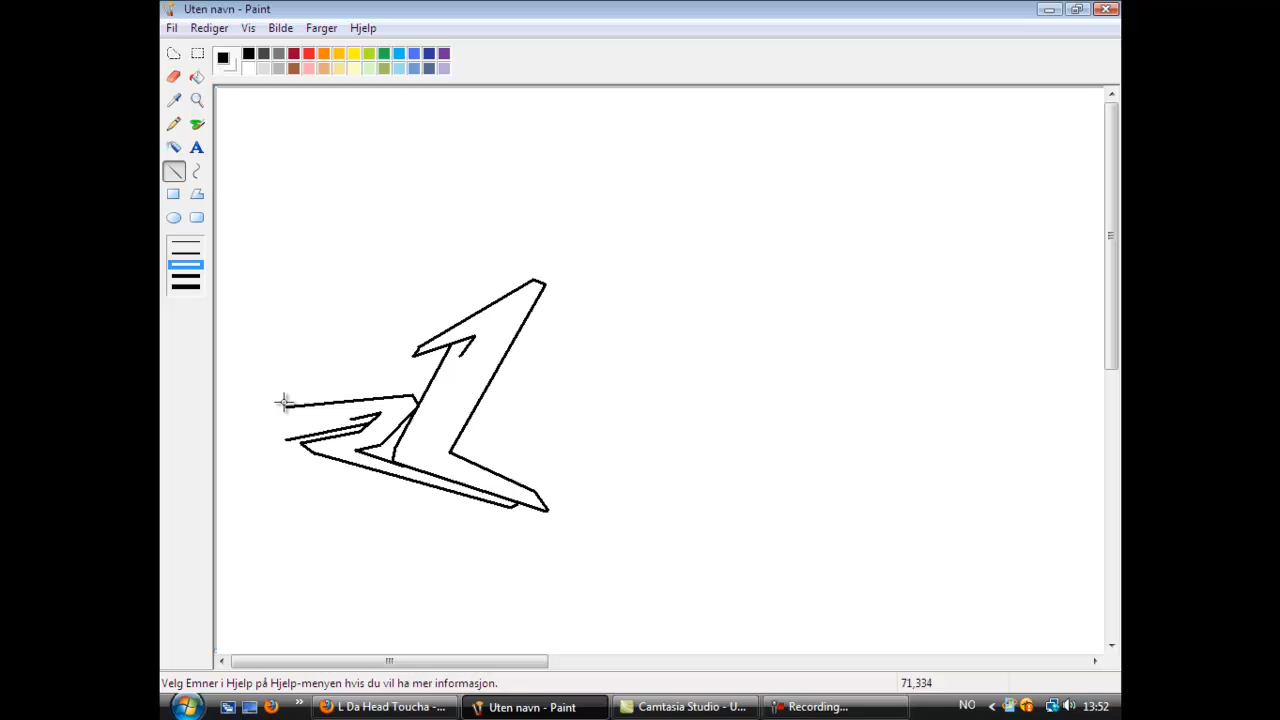 Uten navn - Paint
Fil Rediger Vis Bilde Farger Hjelp
A
Velg Emner i Hjelp på Hjelp-menyen hvis du vil ha mer informasjon. 71,334
L Da Head Toucha -... Uten navn - Paint Camtasia Studio - U... Recording... NO 13:52